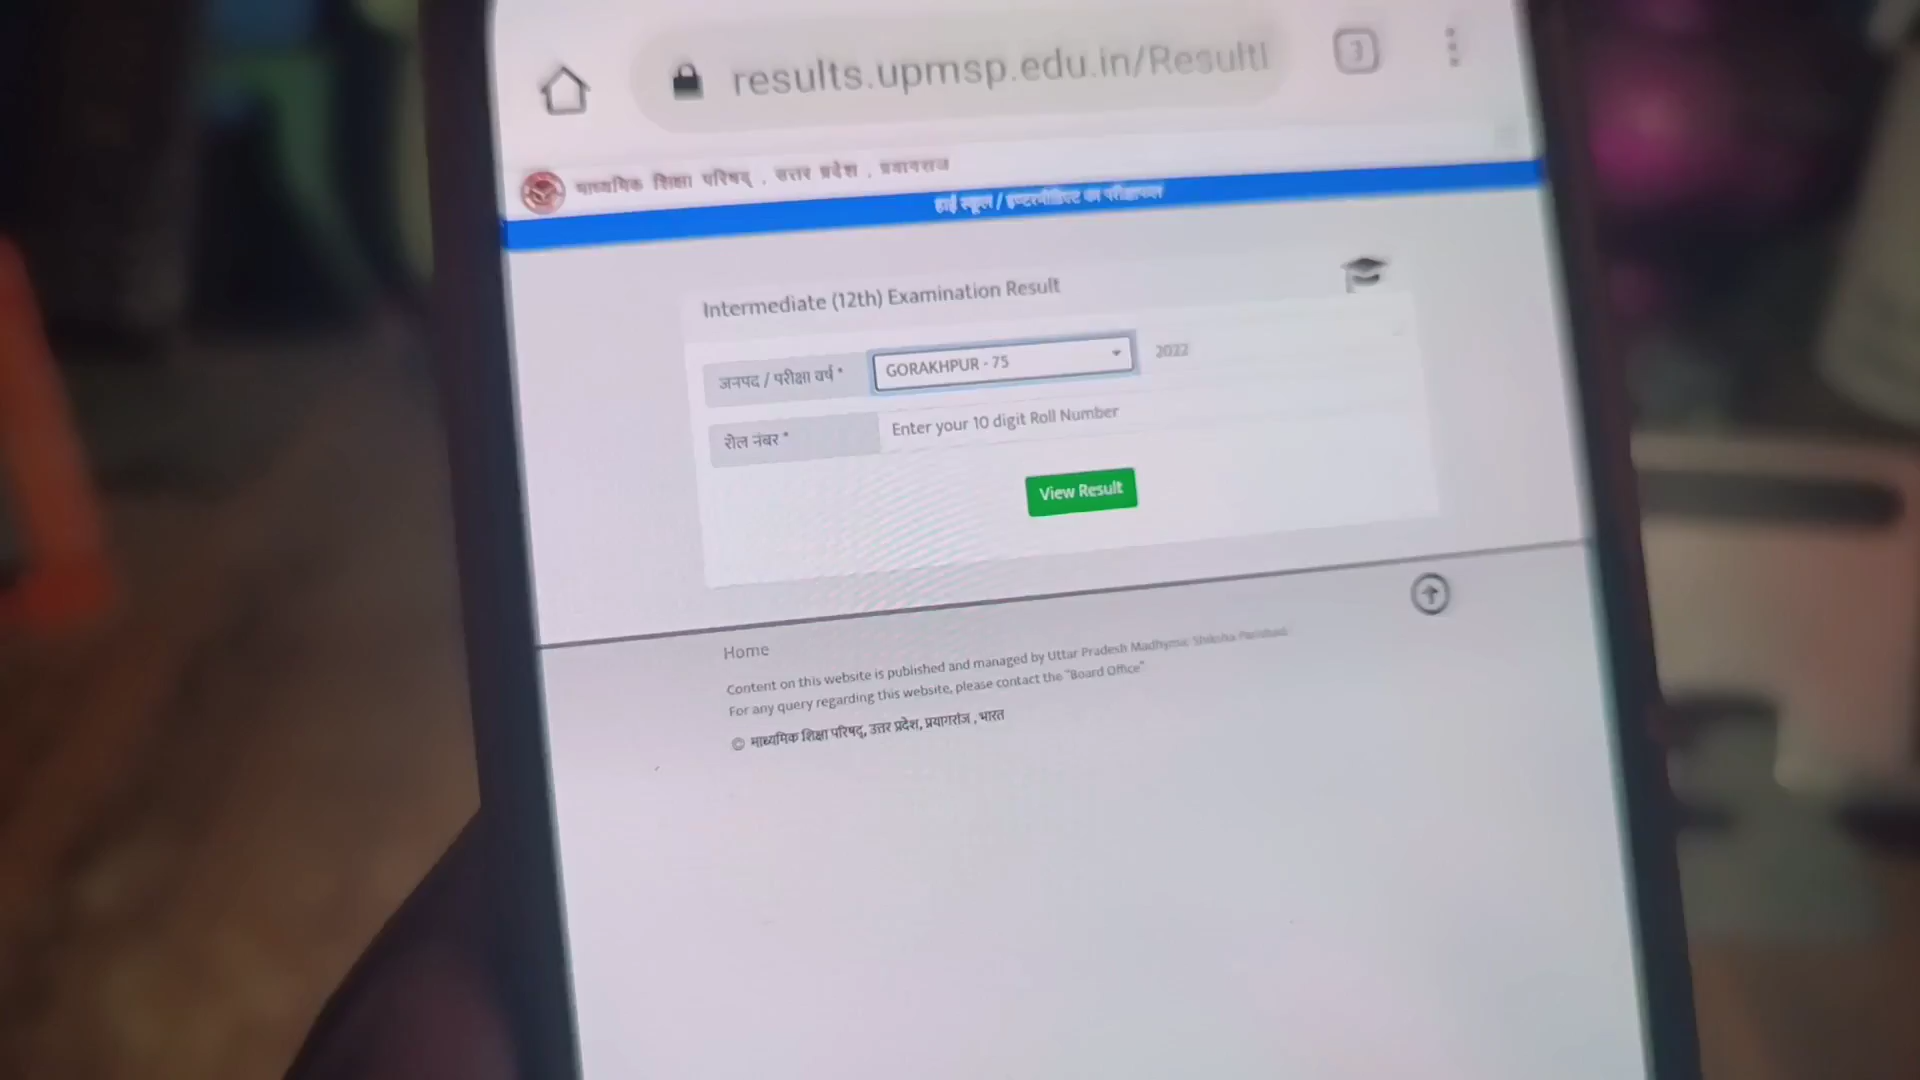 results.upmsp.edu.in/Resultl
3
माध्यमिक शिक्षा परिषद् , उत्तर प्रदेश , प्रयागराज
हाई स्कूल / इण्टरमीडिएट का परीक्षाफल
Intermediate (12th) Examination Result
जनपद / परीक्षा वर्ष * GORAKHPUR - 75 2022
रोल नंबर * Enter your 10 digit Roll Number
View Result
Home
Content on this website is published and managed by Uttar Pradesh Madhymic Shiksha Parishad.
For any query regarding this website, please contact the "Board Office"
© माध्यमिक शिक्षा परिषद्, उत्तर प्रदेश, प्रयागराज , भारत